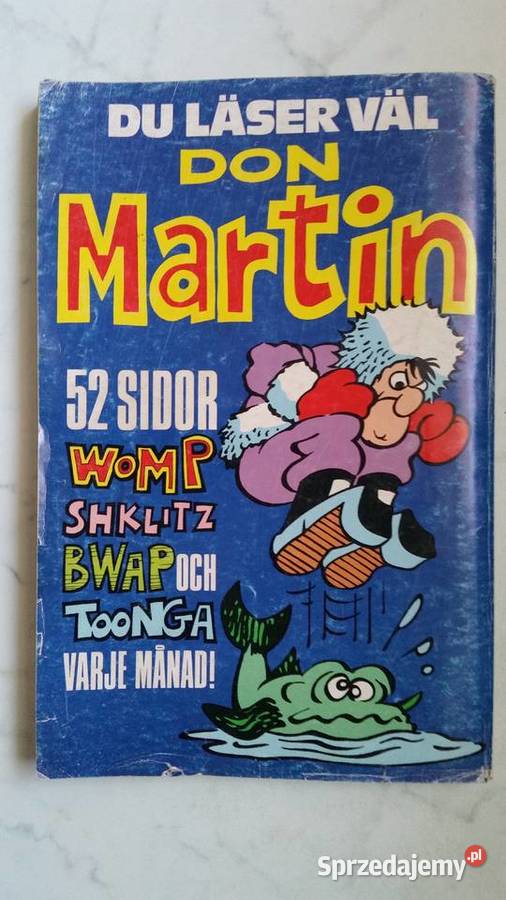 DU LÄSER VÄL
DON
Martin
52 SIDOR
WOMP
SHKLITZ
BWAP OCH
TOONGA
VARJE MÅNAD!
Sprzedajemy.pl